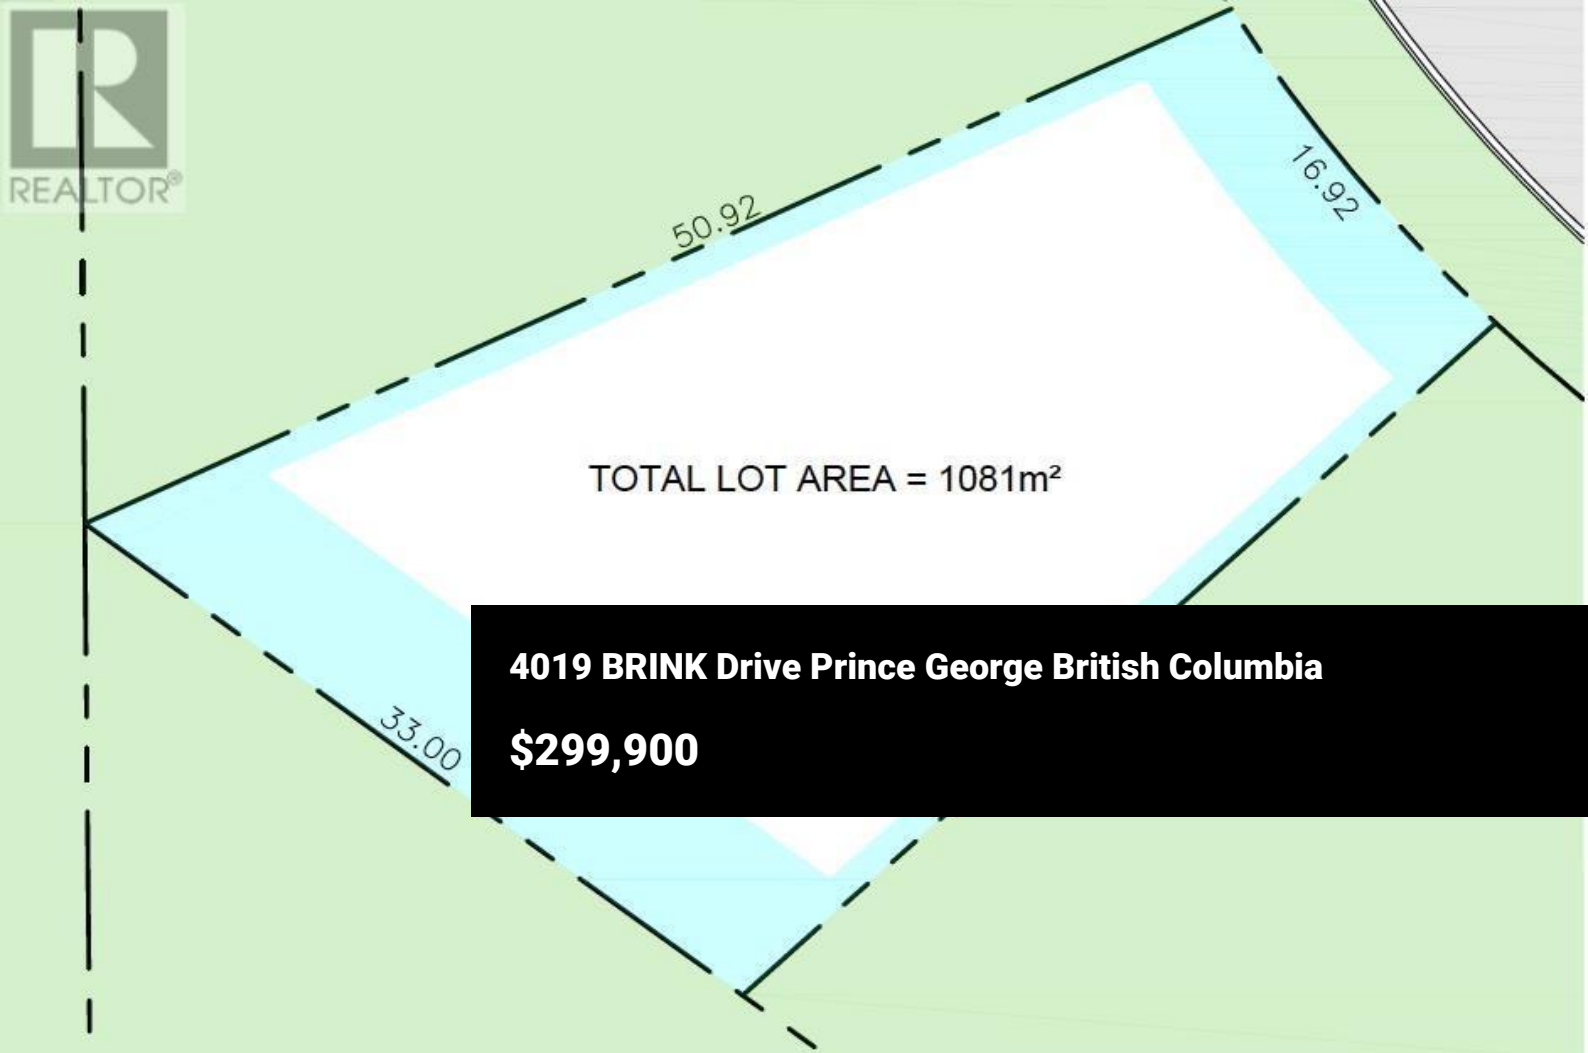 REALTOR®
50.92
16.92
TOTAL LOT AREA = 1081m²
33.00
4019 BRINK Drive Prince George British Columbia
$299,900